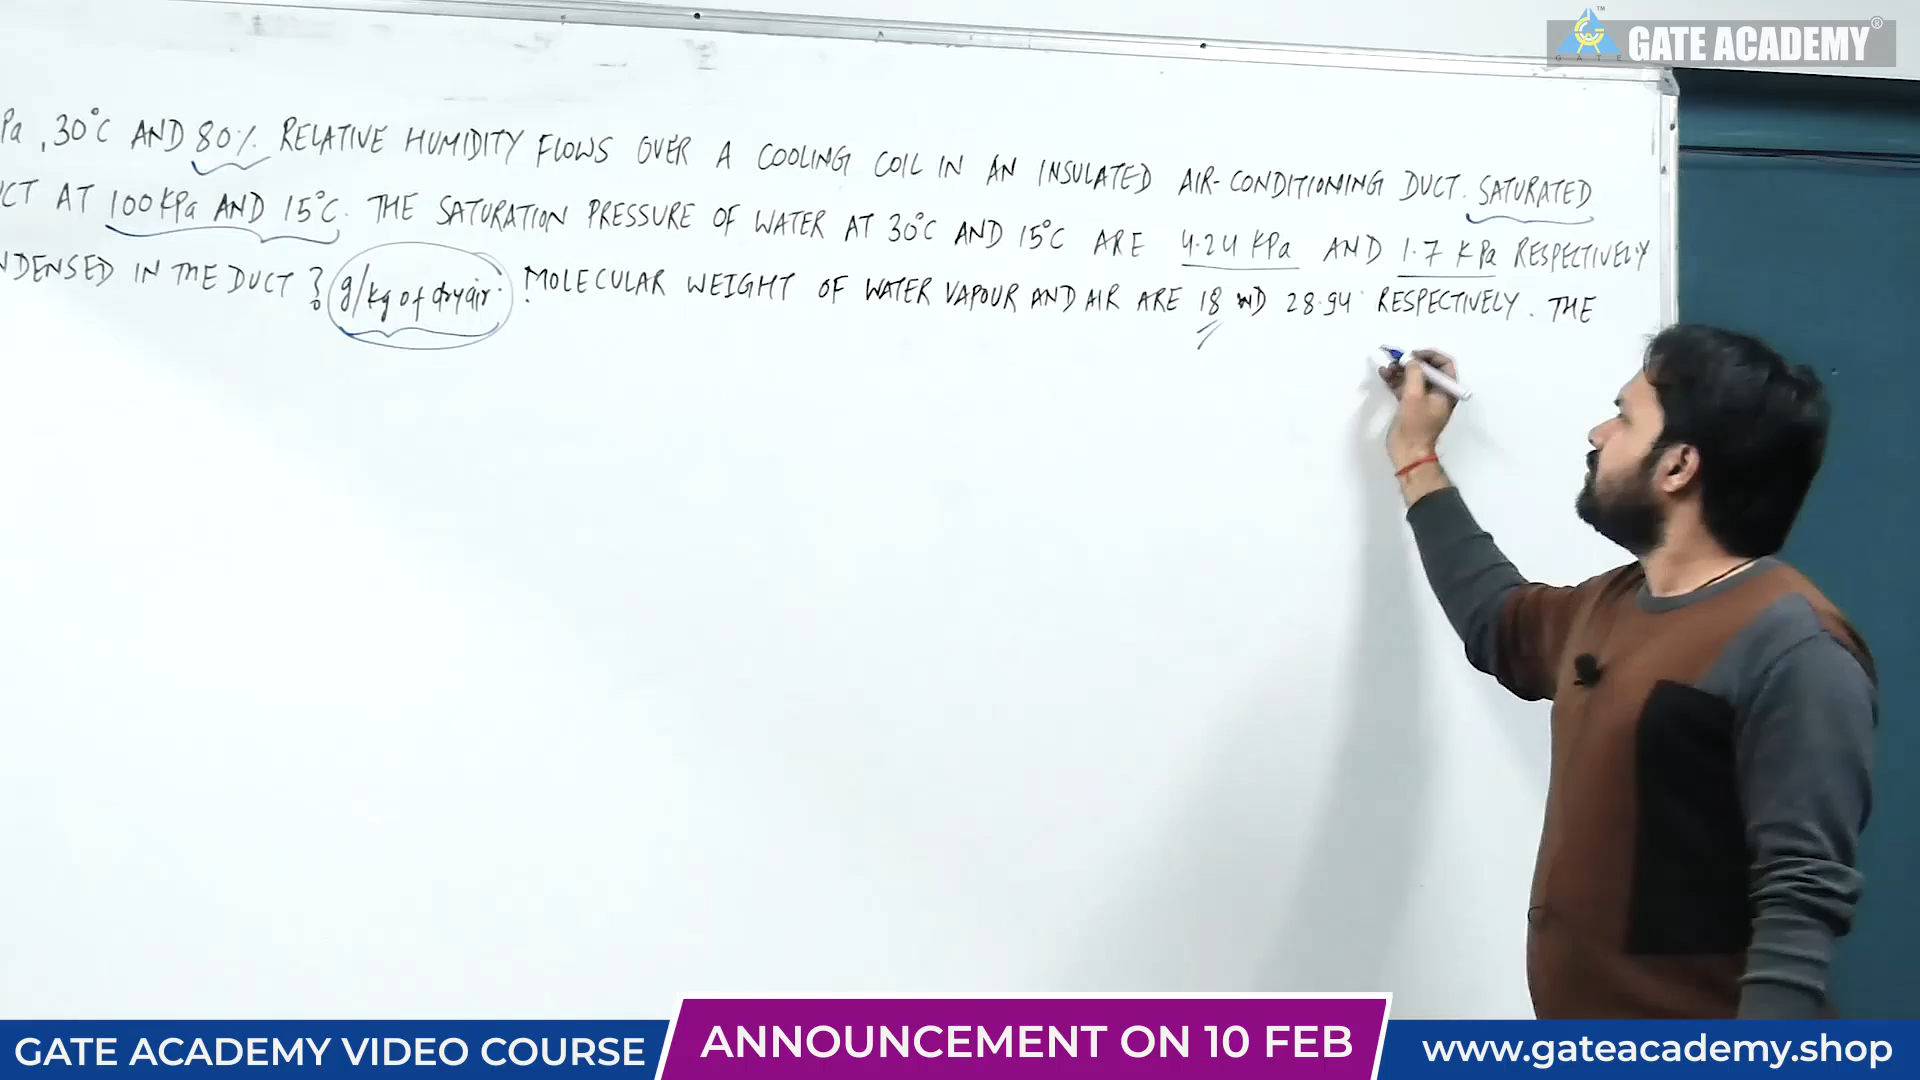 GATE ACADEMY
Pa, 30°C AND 80% RELATIVE HUMIDITY FLOWS OVER A COOLING COIL IN AN INSULATED AIR-CONDITIONING DUCT. SATURATED
CT AT 100 KPa AND 15°C. THE SATURATION PRESSURE OF WATER AT 30°C AND 15°C ARE 4.24 KPa AND 1.7 KPa RESPECTIVELY
NDENSED IN THE DUCT g/kg of dry air. MOLECULAR WEIGHT OF WATER VAPOUR AND AIR ARE 18 ND 28.94 RESPECTIVELY. THE
GATE ACADEMY VIDEO COURSE
ANNOUNCEMENT ON 10 FEB
www.gateacademy.shop